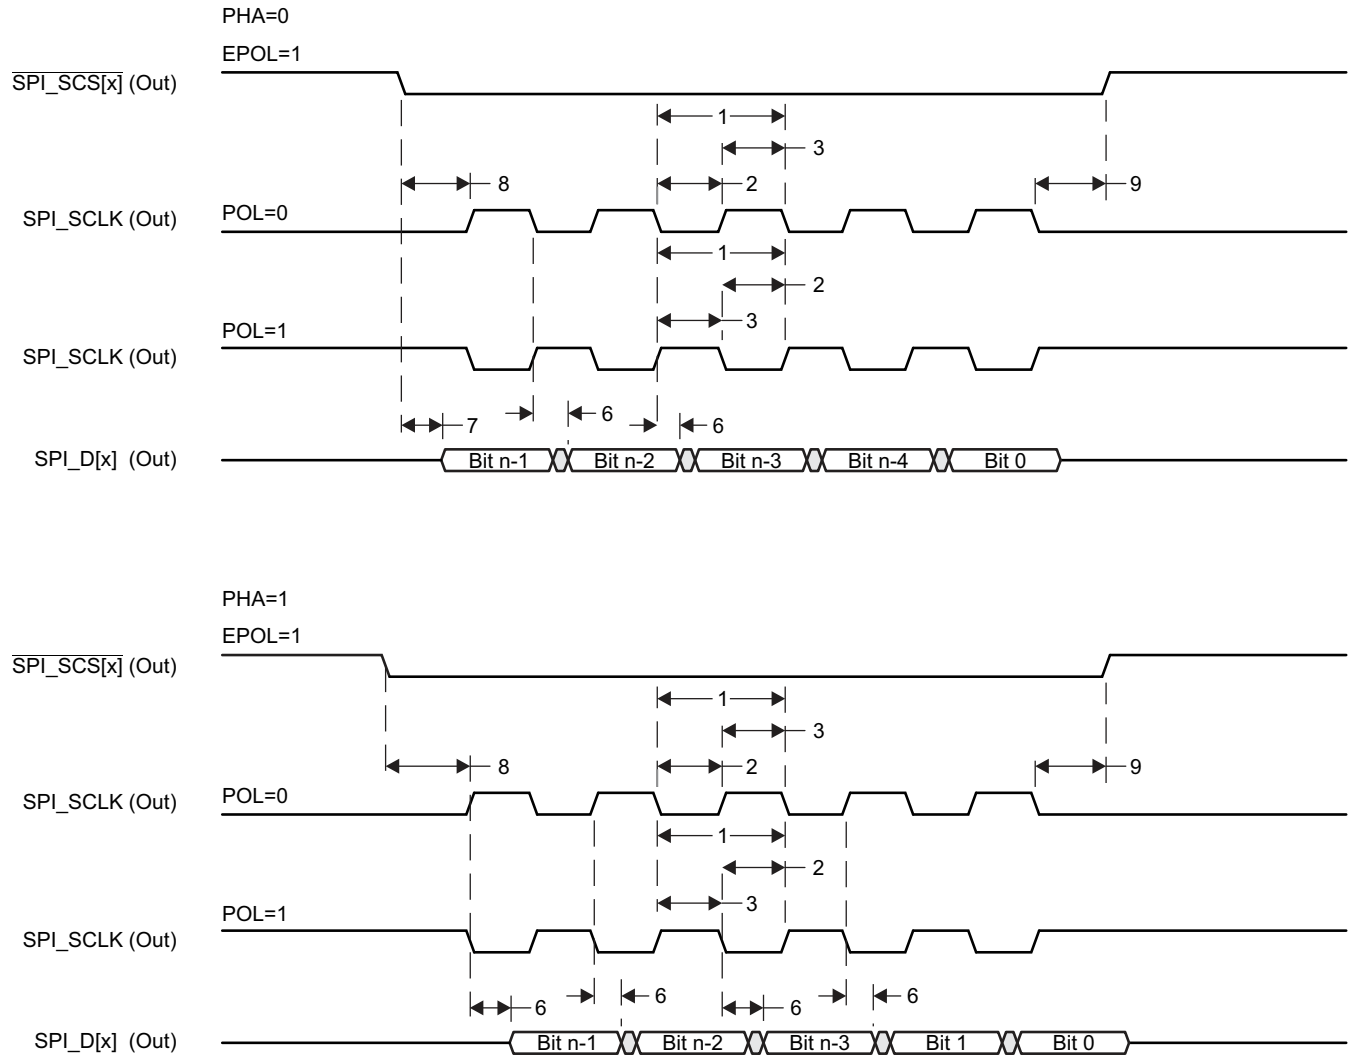 PHA=0
EPOL=1
SPI_SCS[x] (Out)
1
3
8
2
9
SPI_SCLK (Out)
POL=0
1
2
3
POL=1
SPI_SCLK (Out)
7
6
6
SPI_D[x] (Out)
Bit n-1
Bit n-2
Bit n-3
Bit n-4
Bit 0
PHA=1
EPOL=1
SPI_SCS[x] (Out)
1
3
8
2
9
SPI_SCLK (Out)
POL=0
1
2
3
POL=1
SPI_SCLK (Out)
6
6
6
6
SPI_D[x] (Out)
Bit n-1
Bit n-2
Bit n-3
Bit 1
Bit 0